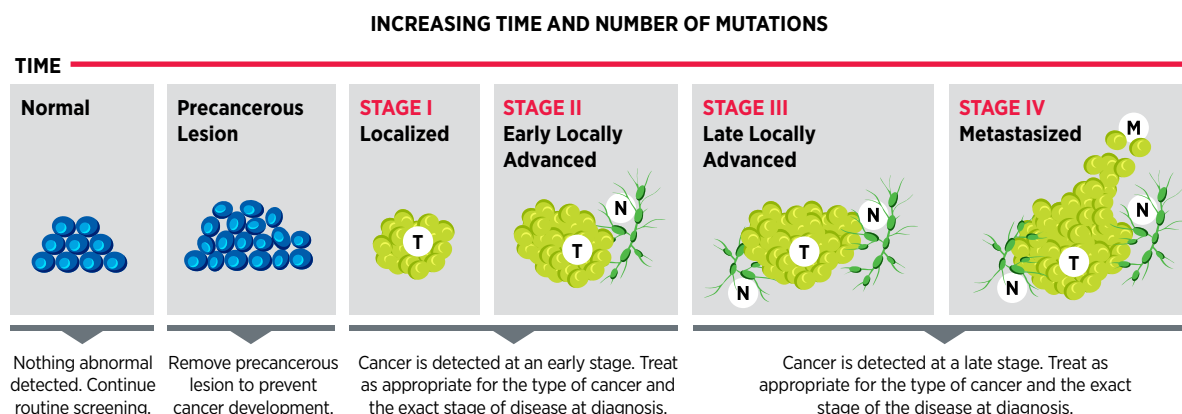 INCREASING TIME AND NUMBER OF MUTATIONS
TIME
Normal
Precancerous
Lesion
STAGE I
Localized
STAGE II
Early Locally
Advanced
STAGE III
Late Locally
Advanced
STAGE IV
Metastasized
T
T
N
T
N
N
T
N
N
M
Nothing abnormal
detected. Continue
routine screening.
Remove precancerous
lesion to prevent
cancer development.
Cancer is detected at an early stage. Treat
as appropriate for the type of cancer and
the exact stage of disease at diagnosis.
Cancer is detected at a late stage. Treat as
appropriate for the type of cancer and the exact
stage of the disease at diagnosis.